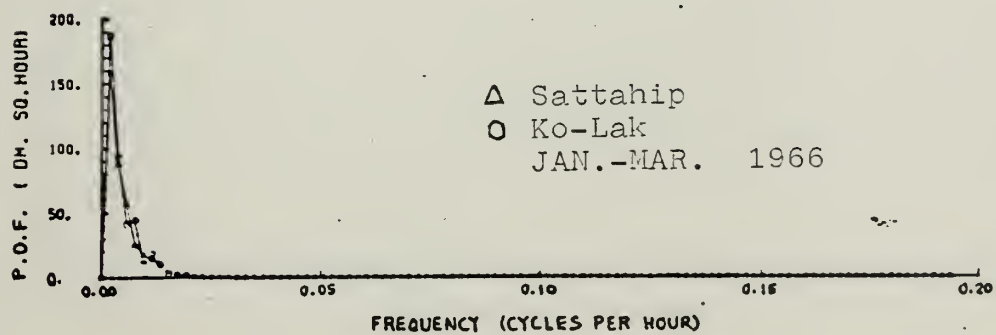 P.O.F. ( DM. SQ.HOUR)
200.
150.
100.
50.
0.
Δ Sattahip
O Ko-Lak
JAN.-MAR. 1966
0.00 0.05 0.10 0.15 0.20
FREQUENCY (CYCLES PER HOUR)